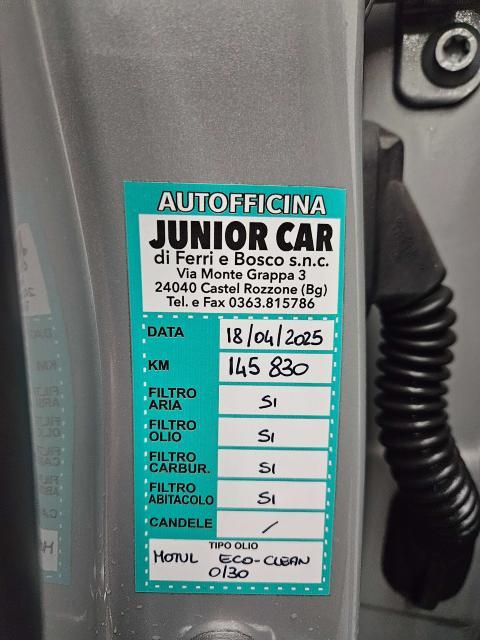 AUTOFFICINA
JUNIOR CAR
di Ferri e Bosco s.n.c.
Via Monte Grappa 3
24040 Castel Rozzone (Bg)
Tel. e Fax 0363.815786
DATA 18/04/2025
KM 145 830
FILTRO
ARIA SI
FILTRO
OLIO SI
FILTRO
CARBUR. SI
FILTRO
ABITACOLO SI
CANDELE /
TIPO OLIO
MOTUL ECO-CLEAN
0/30